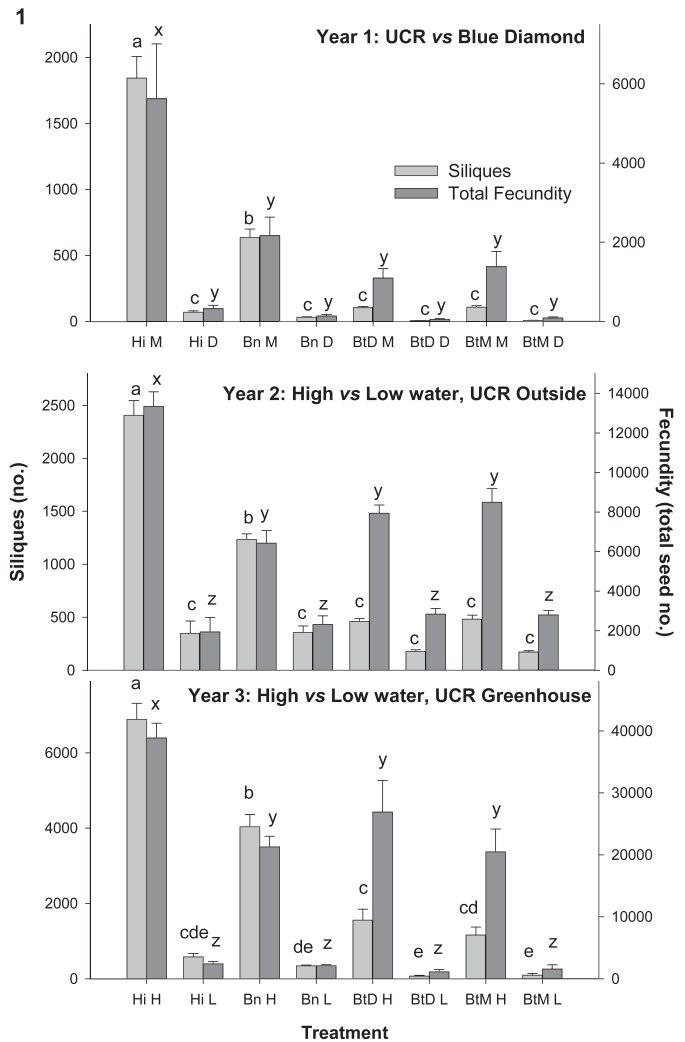 1
Year 1: UCR vs Blue Diamond
Siliques
Total Fecundity
2000
1500
1000
500
0
6000
4000
2000
0
a x
c y
b y
c y
c y
c y
c y
c y
Hi M Hi D Bn M Bn D BtD M BtD D BtM M BtM D
Year 2: High vs Low water, UCR Outside
2500
2000
1500
1000
500
0
14000
12000
10000
8000
6000
4000
2000
0
a x
c z
b y
c z
c y
c z
c y
c z
Siliques (no.)
Fecundity (total seed no.)
Year 3: High vs Low water, UCR Greenhouse
6000
4000
2000
0
40000
30000
20000
10000
0
a x
cde z
b y
de z
c y
e z
cd y
e z
Hi H Hi L Bn H Bn L BtD H BtD L BtM H BtM L
Treatment